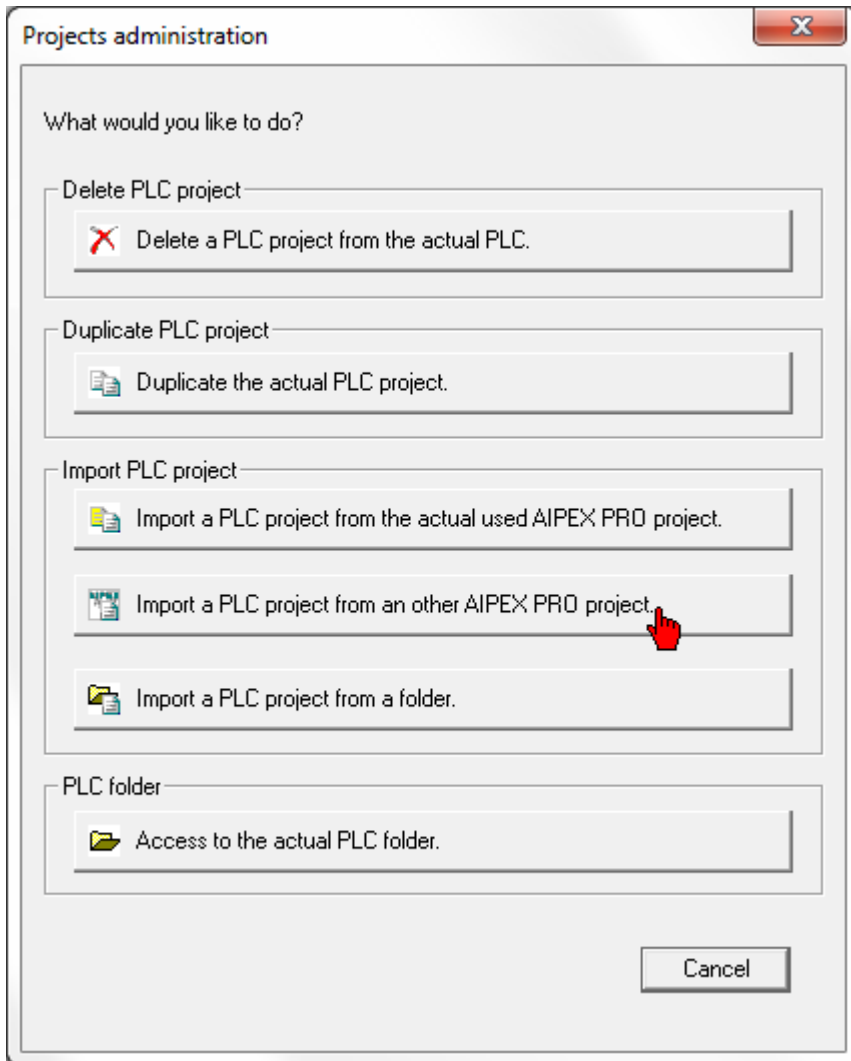 Projects administration
What would you like to do?
Delete PLC project
Delete a PLC project from the actual PLC.
Duplicate PLC project
Duplicate the actual PLC project.
Import PLC project
Import a PLC project from the actual used AIPEX PRO project.
Import a PLC project from an other AIPEX PRO project.
Import a PLC project from a folder.
PLC folder
Access to the actual PLC folder.
Cancel